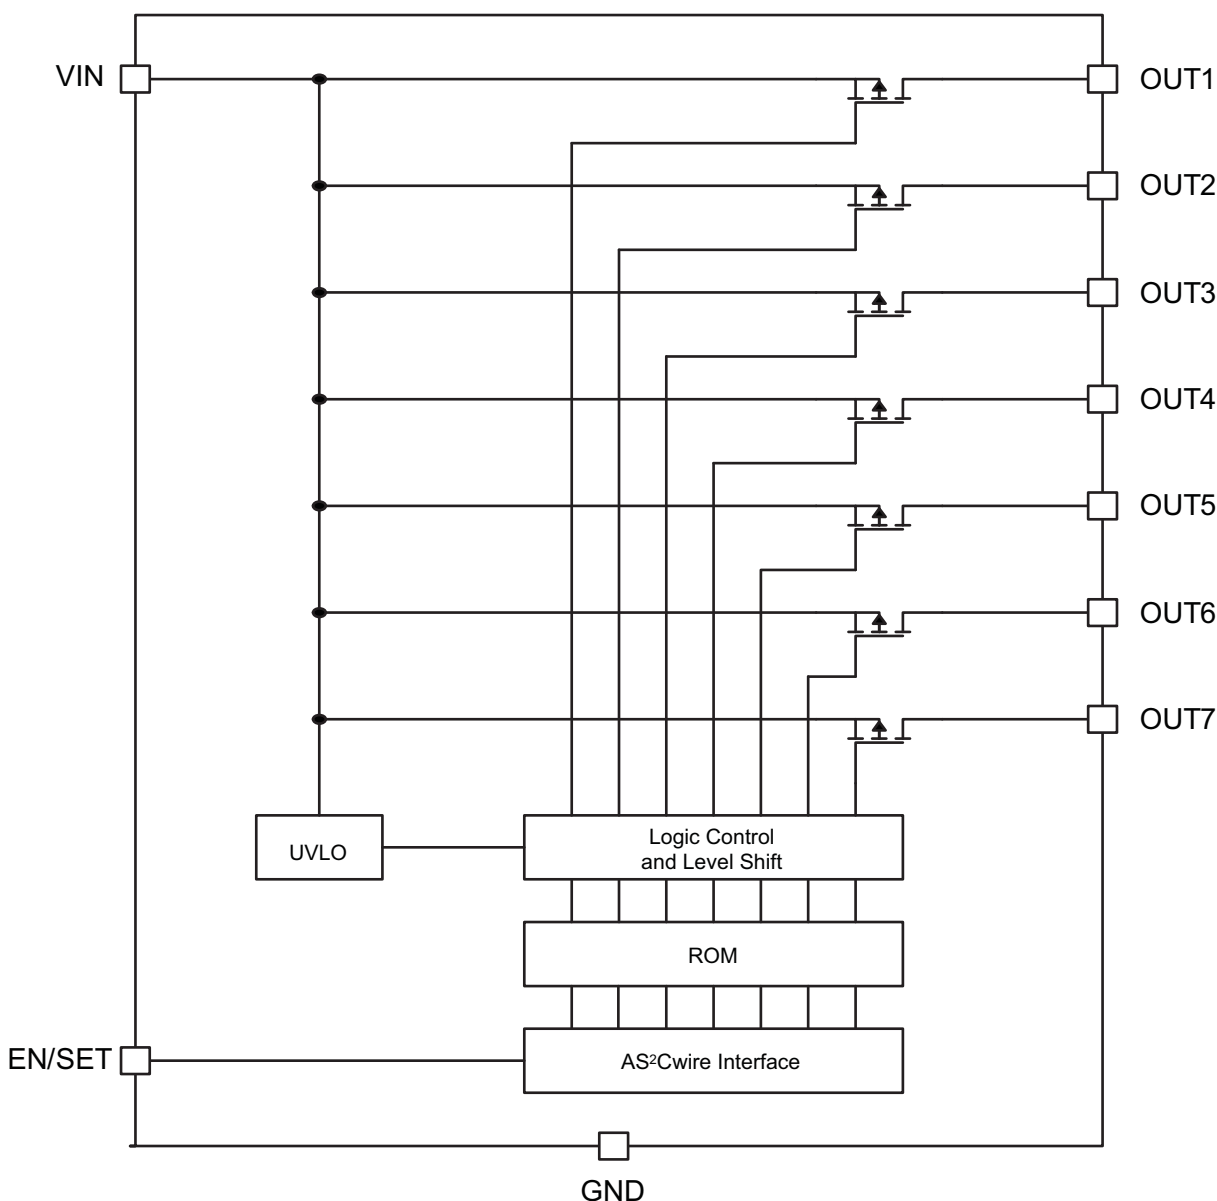 VIN
OUT1
OUT2
OUT3
OUT4
OUT5
OUT6
OUT7
UVLO
Logic Control
and Level Shift
ROM
EN/SET
AS²Cwire Interface
GND